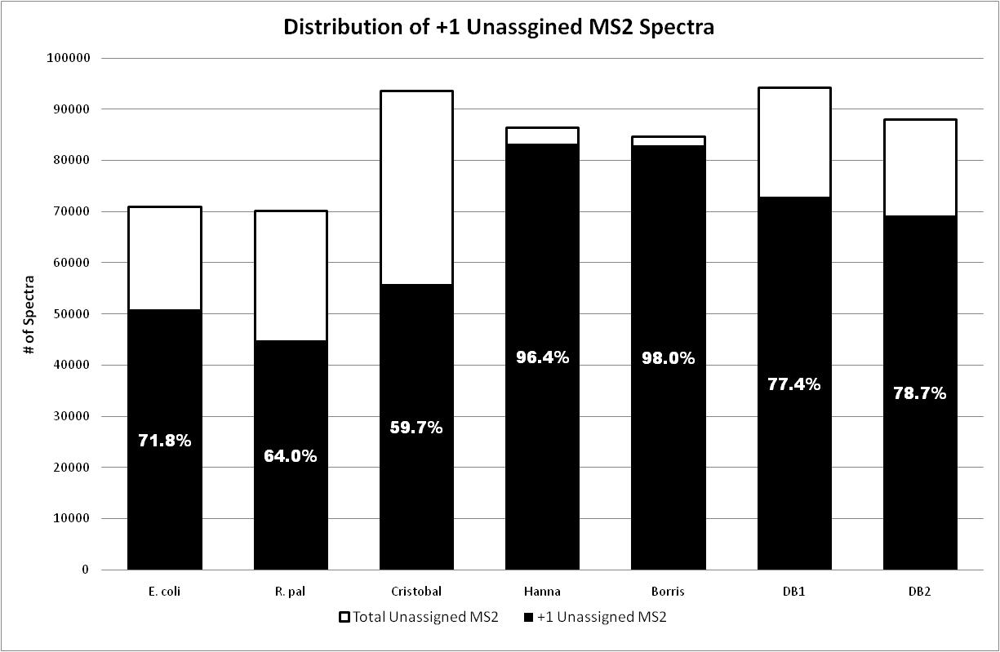 Distribution of +1 Unassgined MS2 Spectra
100000
90000
80000
70000
60000
50000
40000
30000
20000
10000
0
# of Spectra
71.8%
64.0%
59.7%
96.4%
98.0%
77.4%
78.7%
E. coli
R. pal
Cristobal
Hanna
Borris
DB1
DB2
Total Unassigned MS2
+1 Unassigned MS2